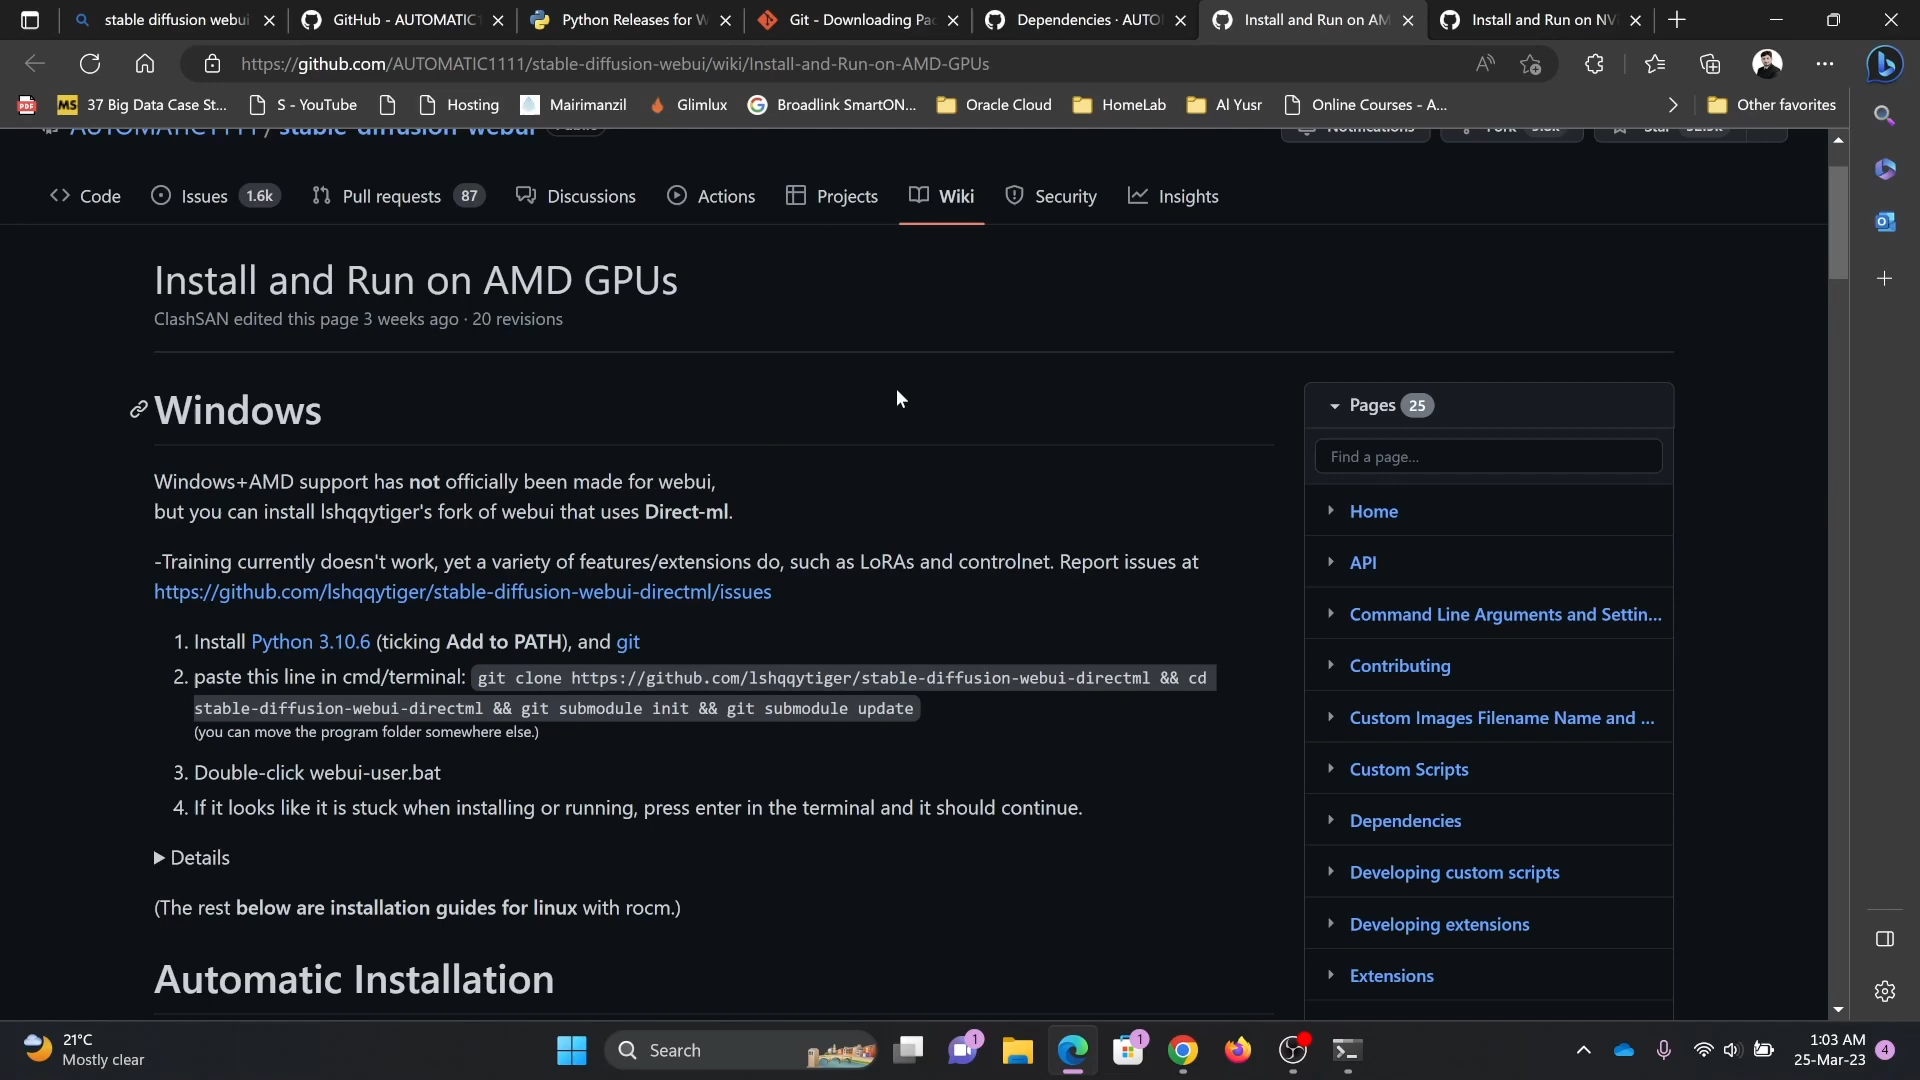 stable diffusion webui
GitHub - AUTOMATIC
Python Releases for W
Git - Downloading Pac
Dependencies · AUTO
Install and Run on AM
Install and Run on NV
https://github.com/AUTOMATIC1111/stable-diffusion-webui/wiki/Install-and-Run-on-AMD-GPUs
37 Big Data Case St...
S - YouTube
Hosting
Mairimanzil
Glimlux
Broadlink SmartON...
Oracle Cloud
HomeLab
Al Yusr
Online Courses - A...
Other favorites
AUTOMATIC1111 / stable-diffusion-webui Public
Notifications
Fork
Star
Code
Issues 1.6k
Pull requests 87
Discussions
Actions
Projects
Wiki
Security
Insights
Install and Run on AMD GPUs
ClashSAN edited this page 3 weeks ago · 20 revisions
Windows
Windows+AMD support has not officially been made for webui,
but you can install lshqqytiger's fork of webui that uses Direct-ml.
-Training currently doesn't work, yet a variety of features/extensions do, such as LoRAs and controlnet. Report issues at
https://github.com/lshqqytiger/stable-diffusion-webui-directml/issues
1. Install Python 3.10.6 (ticking Add to PATH), and git
2. paste this line in cmd/terminal: git clone https://github.com/lshqqytiger/stable-diffusion-webui-directml && cd
stable-diffusion-webui-directml && git submodule init && git submodule update
(you can move the program folder somewhere else.)
3. Double-click webui-user.bat
4. If it looks like it is stuck when installing or running, press enter in the terminal and it should continue.
Details
(The rest below are installation guides for linux with rocm.)
Automatic Installation
Pages 25
Find a page...
Home
API
Command Line Arguments and Settin...
Contributing
Custom Images Filename Name and ...
Custom Scripts
Dependencies
Developing custom scripts
Developing extensions
Extensions
21°C
Mostly clear
Search
1
1
1:03 AM
25-Mar-23
4